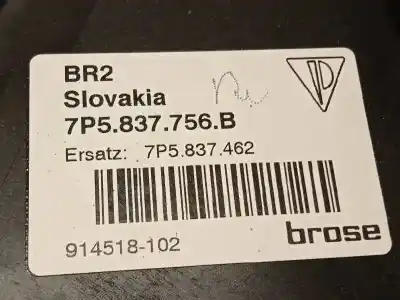 BR2
Slovakia
7P5.837.756.B
Ersatz: 7P5.837.462
914518-102
brose